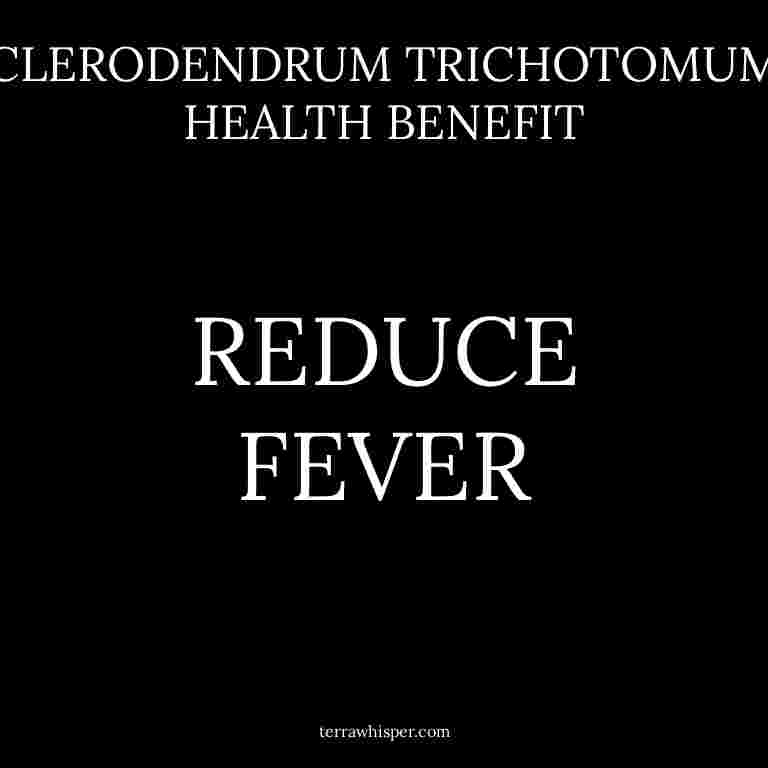 CLERODENDRUM TRICHOTOMUM
HEALTH BENEFIT
REDUCE
FEVER
terrawhisper.com